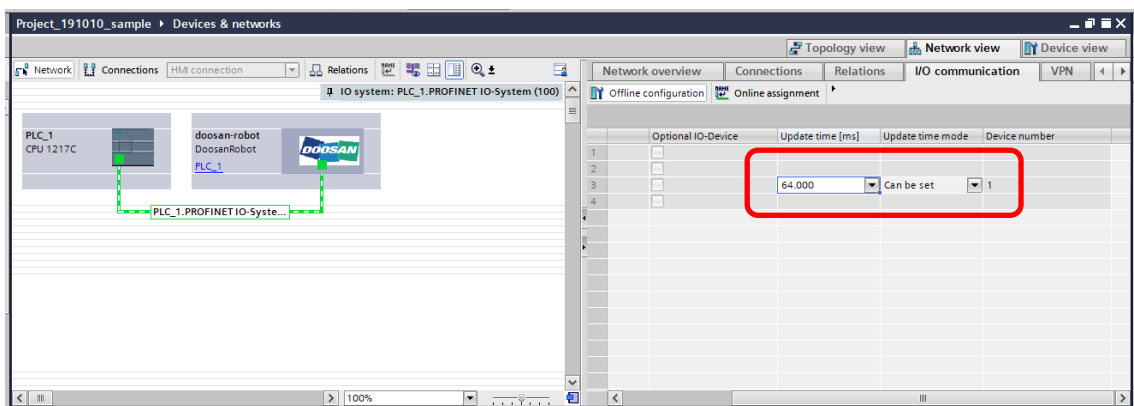 Project_191010_sample ▸ Devices & networks
Topology view Network view Device view
Network Connections HMI connection Relations
Network overview Connections Relations I/O communication VPN
IO system: PLC_1.PROFINET IO-System (100)
Offline configuration Online assignment
PLC_1
CPU 1217C
doosan-robot
DoosanRobot
PLC_1
DOOSAN
PLC_1.PROFINET IO-Syste...
Optional IO-Device Update time [ms] Update time mode Device number
1
2
3 64.000 Can be set 1
4
100%